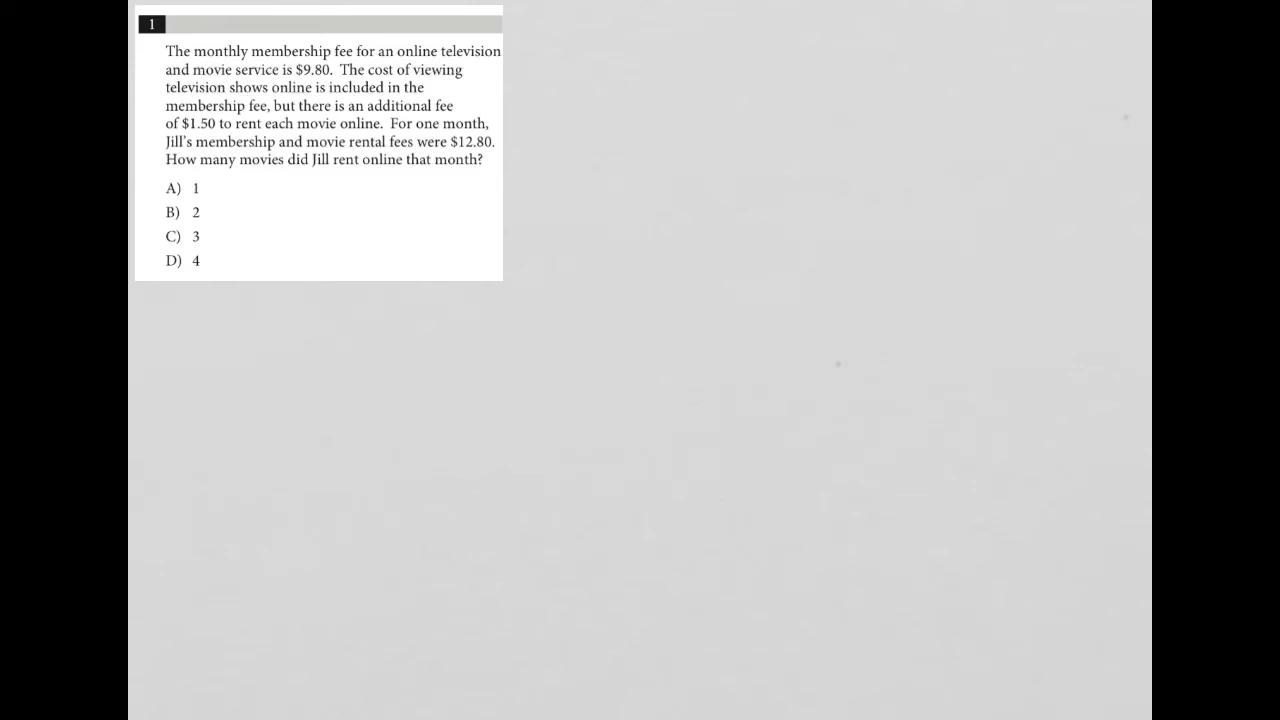 1
The monthly membership fee for an online television
and movie service is $9.80. The cost of viewing
television shows online is included in the
membership fee, but there is an additional fee
of $1.50 to rent each movie online. For one month,
Jill's membership and movie rental fees were $12.80.
How many movies did Jill rent online that month?
A) 1
B) 2
C) 3
D) 4